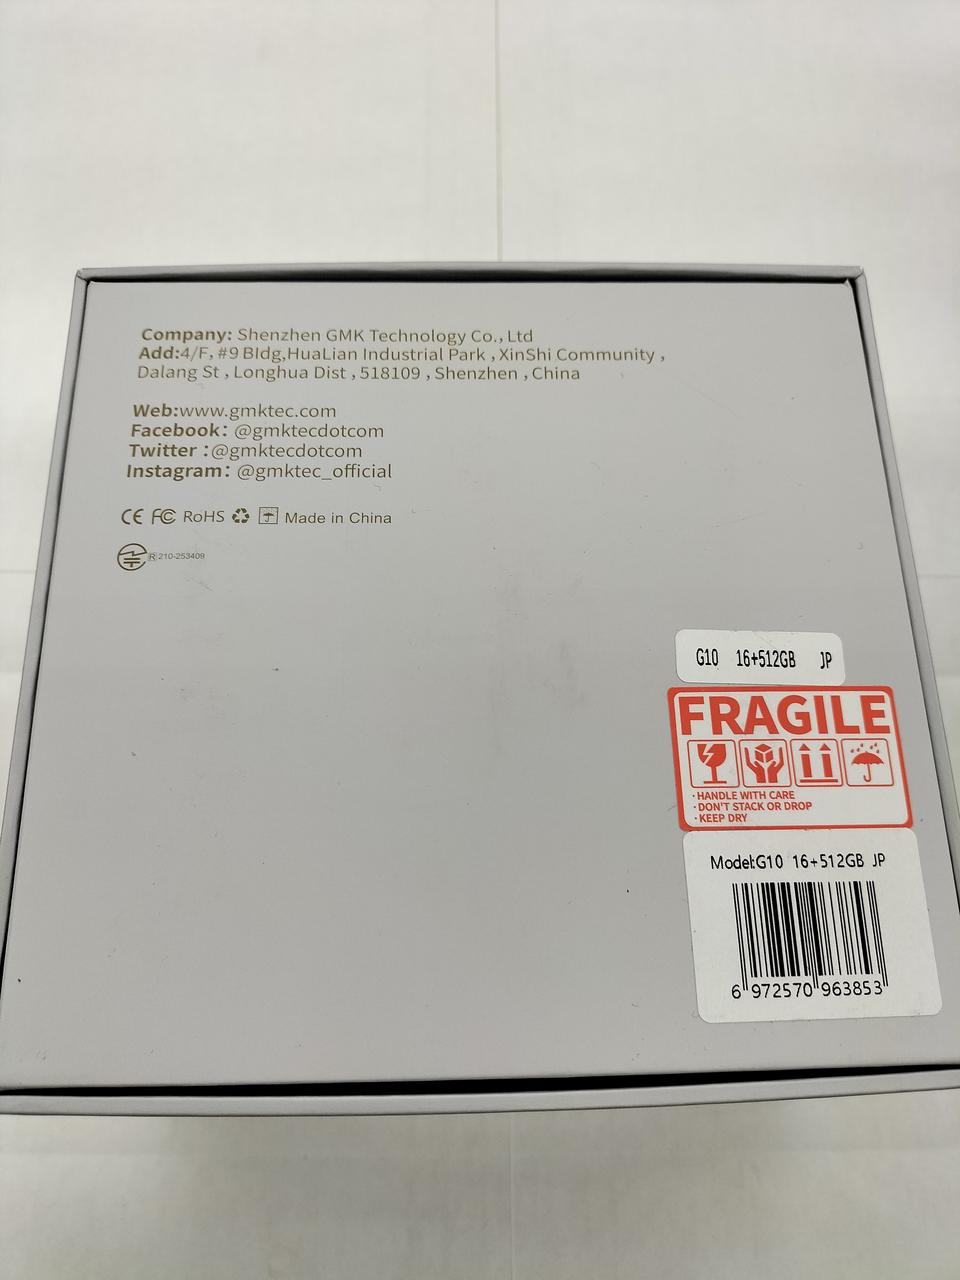 Company: Shenzhen GMK Technology Co., Ltd
Add:4/F, #9 Bldg,HuaLian Industrial Park , XinShi Community ,
Dalang St , Longhua Dist , 518109 , Shenzhen , China
Web:www.gmktec.com
Facebook: @gmktecdotcom
Twitter :@gmktecdotcom
Instagram: @gmktec_official
CE FC RoHS Made in China
R 210-253409
G10 16+512GB JP
FRAGILE
·HANDLE WITH CARE
·DON'T STACK OR DROP
·KEEP DRY
Model:G10 16+512GB JP
6 972570 963853